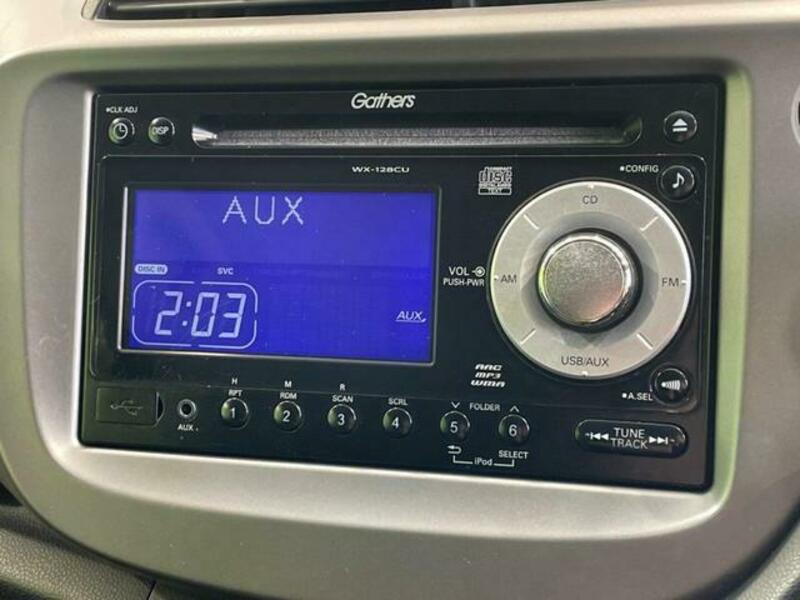 Gathers
CLK ADJ
DISP
WX-128CU
COMPACT
disc
DIGITAL AUDIO
TEXT
CONFIG
AUX
DISC IN
SVC
2:03
AUX
VOL
PUSH-PWR
CD
AM
FM
USB/AUX
AAC
MP3
WMA
A.SEL
H M R
RPT RDM SCAN SCRL FOLDER
1 2 3 4 5 6
AUX
iPod
SELECT
TUNE
TRACK